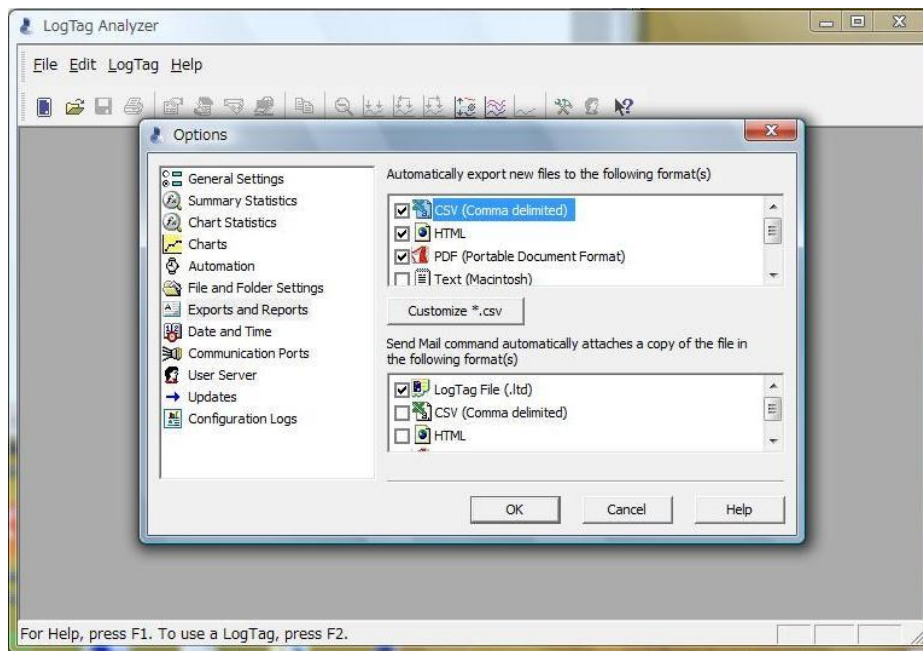 LogTag Analyzer
File Edit LogTag Help
Options
General Settings
Summary Statistics
Chart Statistics
Charts
Automation
File and Folder Settings
Exports and Reports
Date and Time
Communication Ports
User Server
Updates
Configuration Logs
Automatically export new files to the following format(s)
CSV (Comma delimited)
HTML
PDF (Portable Document Format)
Text (Macintosh)
Customize *.csv
Send Mail command automatically attaches a copy of the file in
the following format(s)
LogTag File (.ltd)
CSV (Comma delimited)
HTML
OK Cancel Help
For Help, press F1. To use a LogTag, press F2.